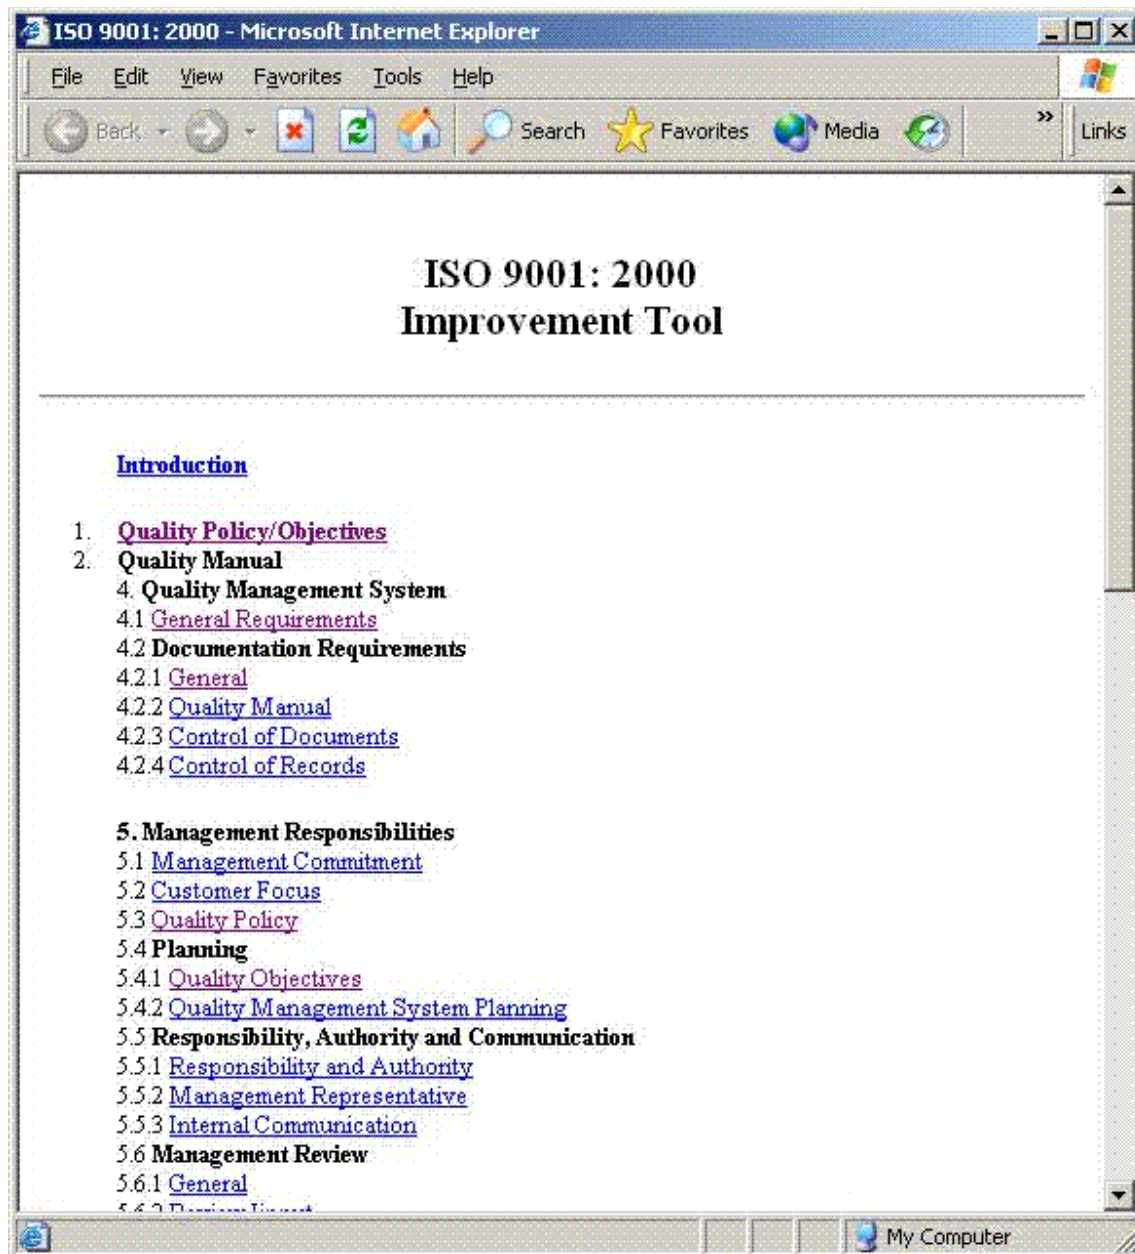 ISO 9001: 2000 - Microsoft Internet Explorer
File Edit View Favorites Tools Help
Back Search Favorites Media » Links
ISO 9001: 2000
Improvement Tool
Introduction
1. Quality Policy/Objectives
2. Quality Manual
4. Quality Management System
4.1 General Requirements
4.2 Documentation Requirements
4.2.1 General
4.2.2 Quality Manual
4.2.3 Control of Documents
4.2.4 Control of Records
5. Management Responsibilities
5.1 Management Commitment
5.2 Customer Focus
5.3 Quality Policy
5.4 Planning
5.4.1 Quality Objectives
5.4.2 Quality Management System Planning
5.5 Responsibility, Authority and Communication
5.5.1 Responsibility and Authority
5.5.2 Management Representative
5.5.3 Internal Communication
5.6 Management Review
5.6.1 General
My Computer